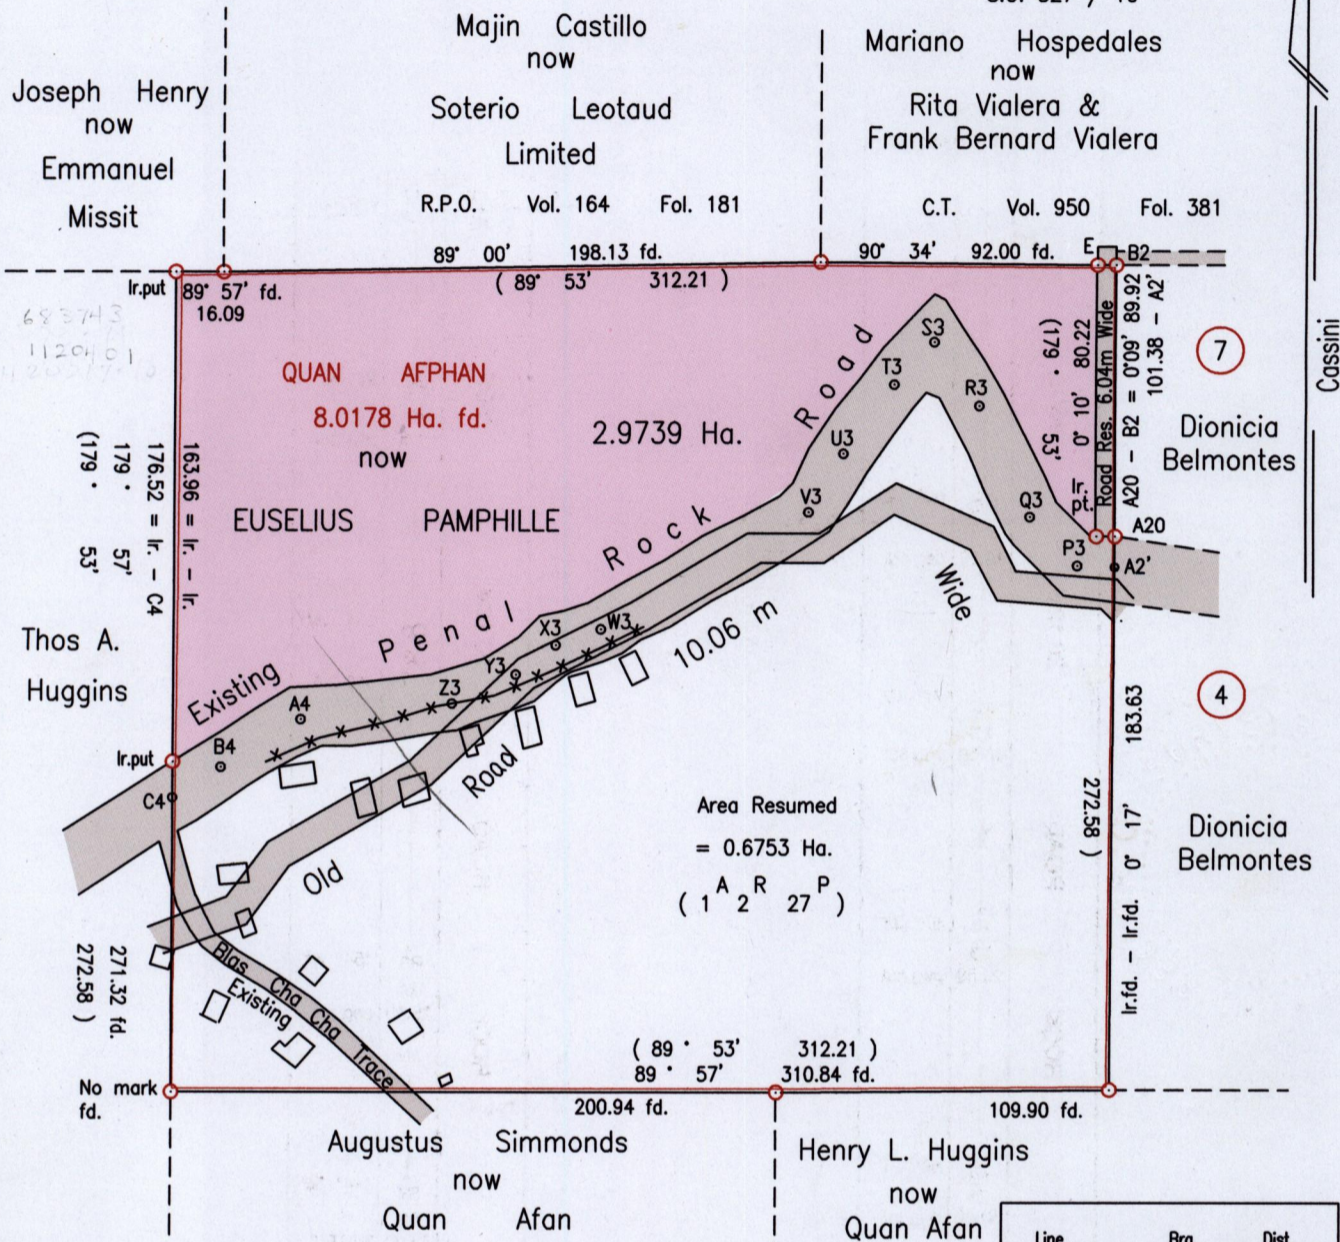 Majin Castillo
now
Soterio Leotaud
Limited
R.P.O. Vol. 164 Fol. 181
Mariano Hospedales
now
Rita Vialera &
Frank Bernard Vialera
C.T. Vol. 950 Fol. 381
Joseph Henry
now
Emmanuel
Missit
89° 00' 198.13 fd.
( 89° 53' 312.21 )
90° 34' 92.00 fd.
E
B2
Ir.put
89° 57' fd.
16.09
683743
QUAN AFPHAN
8.0178 Ha. fd.
now
EUSELIUS PAMPHILLE
2.9739 Ha.
163.96 = Ir. - Ir.
176.52 = Ir. - C4
179° 57'
(179° 53'
271.32 fd.
272.58 )
Thos A.
Huggins
Existing Penal Rock Road
S3
T3
R3
U3
V3
Q3
P3
A20
A2'
X3
W3
Y3
Z3
A4
B4
C4
Ir.put
0° 10' 80.22
(179° 53'
272.58 )
Ir.
pt.
Road Res. 6.04m Wide
A20 - B2 = 0°09' 89.92
101.38 - A2'
7
Dionicia
Belmontes
Cassini
4
Dionicia
Belmontes
Ir.fd. - Ir.fd. 0° 17' 183.63
Old Road 10.06 m Wide
Area Resumed
= 0.6753 Ha.
A R P
( 1 2 27 )
Blas Cha Cha Trace
Existing
No mark
fd.
( 89° 53' 312.21 )
89° 57' 310.84 fd.
200.94 fd.
109.90 fd.
Augustus Simmonds
now
Quan Afan
Henry L. Huggins
now
Quan Afan
Line Brg. Dist.